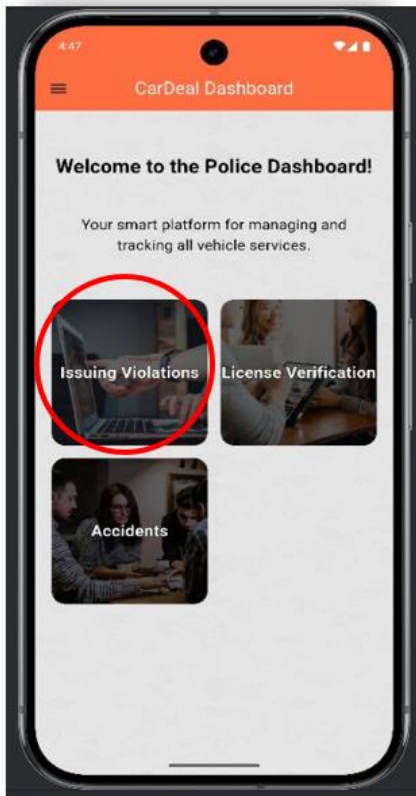 4:47
CarDeal Dashboard
Welcome to the Police Dashboard!
Your smart platform for managing and
tracking all vehicle services.
Issuing Violations
License Verification
Accidents